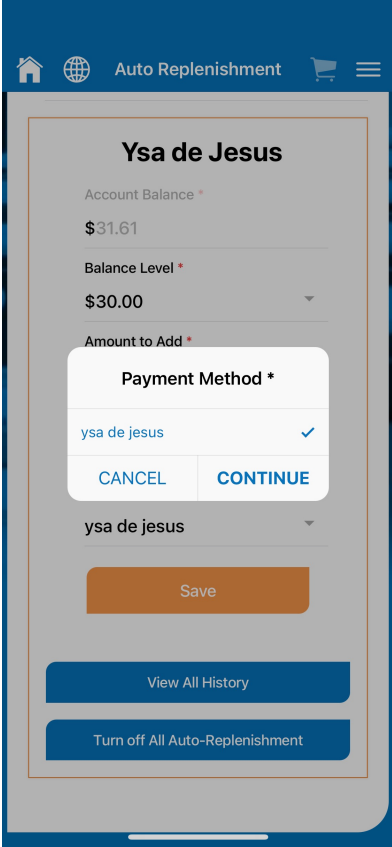 Auto Replenishment
Ysa de Jesus
Account Balance *
$31.61
Balance Level *
$30.00
Amount to Add *
Payment Method *
ysa de jesus
CANCEL CONTINUE
ysa de jesus
Save
View All History
Turn off All Auto-Replenishment